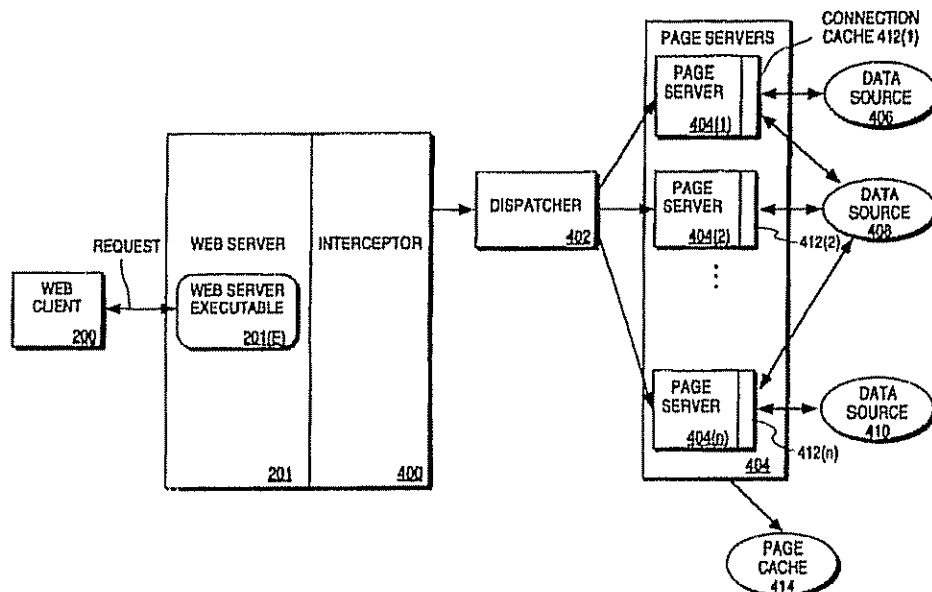 CONNECTION
CACHE 412(1)
PAGE SERVERS
PAGE
SERVER
404(1)
DATA
SOURCE
406
PAGE
SERVER
404(2)
412(2)
DATA
SOURCE
408
DISPATCHER
402
REQUEST
WEB SERVER
INTERCEPTOR
WEB
CLIENT
200
WEB SERVER
EXECUTABLE
201(E)
PAGE
SERVER
404(n)
412(n)
DATA
SOURCE
410
201
400
404
PAGE
CACHE
414